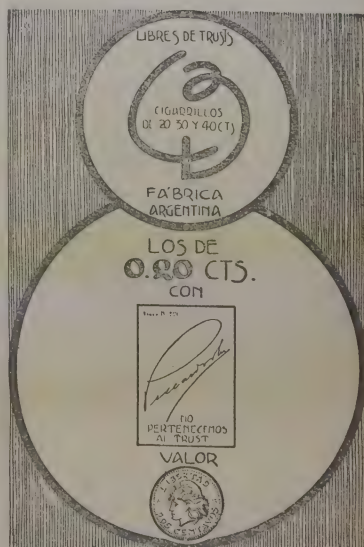 LIBRES DE TRUSTS
CIGARRILLOS
DE 20 30 Y 40 CTS
FÁBRICA
ARGENTINA
LOS DE
0.20 CTS.
CON
Piccardo
NO
PERTENECEMOS
AL TRUST
VALOR
LIBERTAD
DOS CENTAVOS